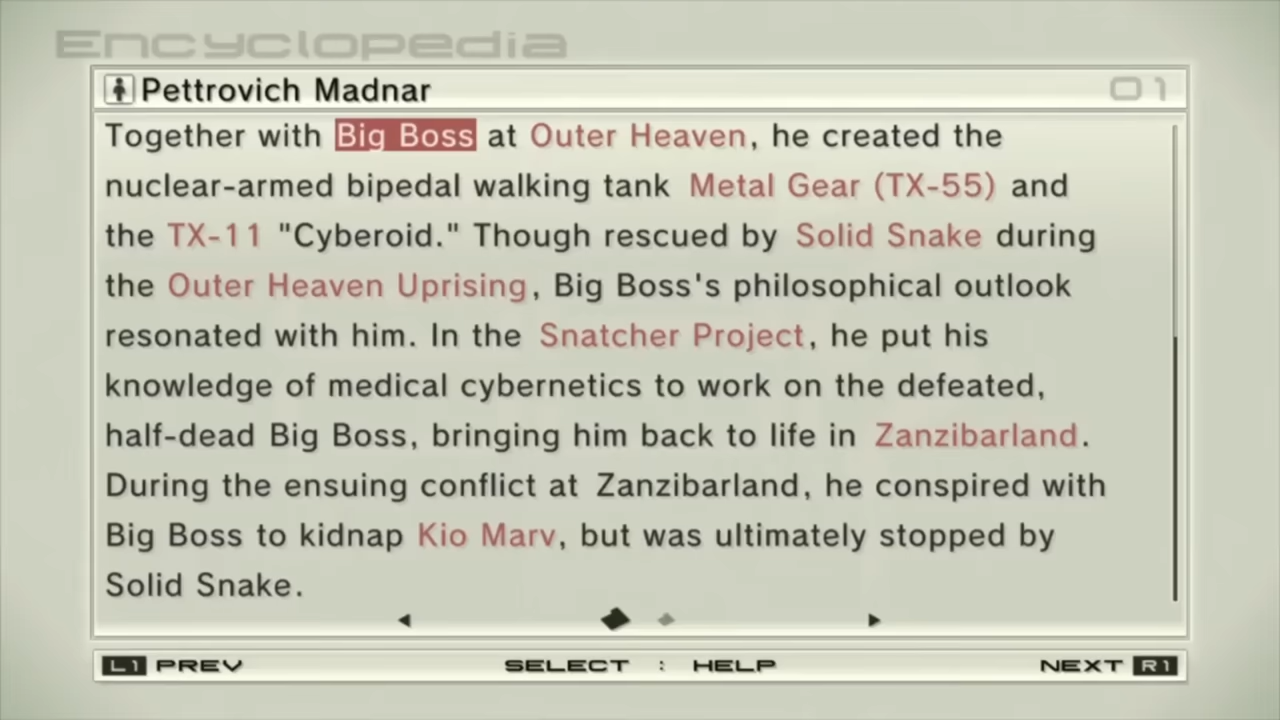 Encyclopedia
Pettrovich Madnar 01
Together with Big Boss at Outer Heaven, he created the
nuclear-armed bipedal walking tank Metal Gear (TX-55) and
the TX-11 "Cyberoid." Though rescued by Solid Snake during
the Outer Heaven Uprising, Big Boss's philosophical outlook
resonated with him. In the Snatcher Project, he put his
knowledge of medical cybernetics to work on the defeated,
half-dead Big Boss, bringing him back to life in Zanzibarland.
During the ensuing conflict at Zanzibarland, he conspired with
Big Boss to kidnap Kio Marv, but was ultimately stopped by
Solid Snake.
L1 PREV SELECT : HELP NEXT R1